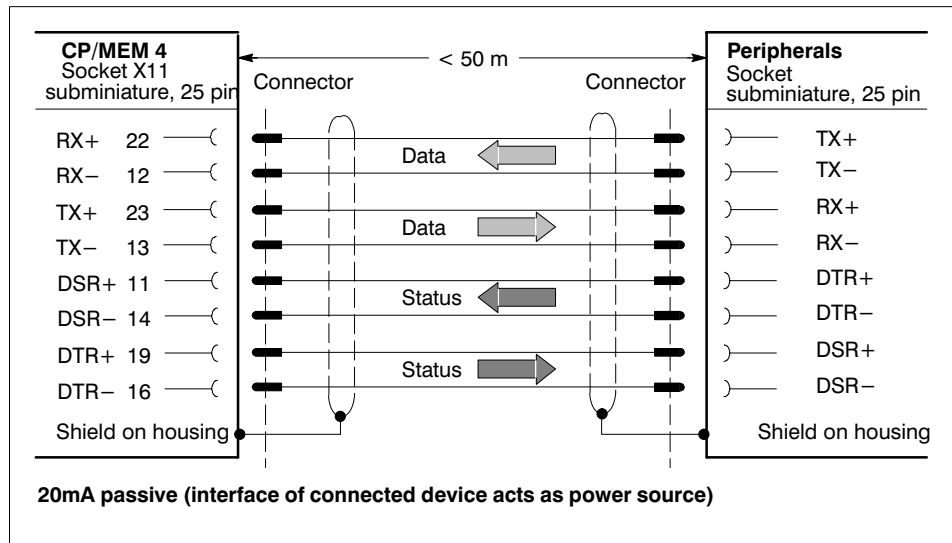 CP/MEM 4
Socket X11
subminiature, 25 pin
< 50 m
Peripherals
Socket
subminiature, 25 pin
Connector
Connector
RX+ 22
Data
TX+
RX− 12
TX−
TX+ 23
Data
RX+
TX− 13
RX−
DSR+ 11
Status
DTR+
DSR− 14
DTR−
DTR+ 19
Status
DSR+
DTR− 16
DSR−
Shield on housing
Shield on housing
20mA passive (interface of connected device acts as power source)